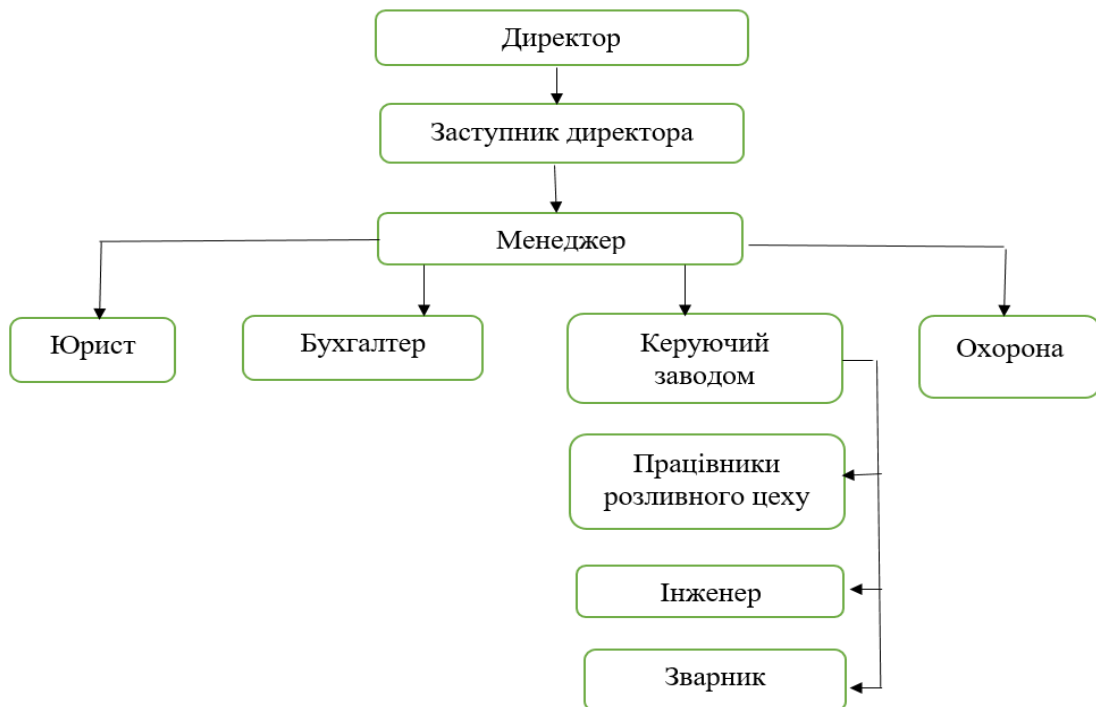 Директор
Заступник директора
Менеджер
Юрист
Бухгалтер
Керуючий
заводом
Охорона
Працівники
розливного цеху
Інженер
Зварник